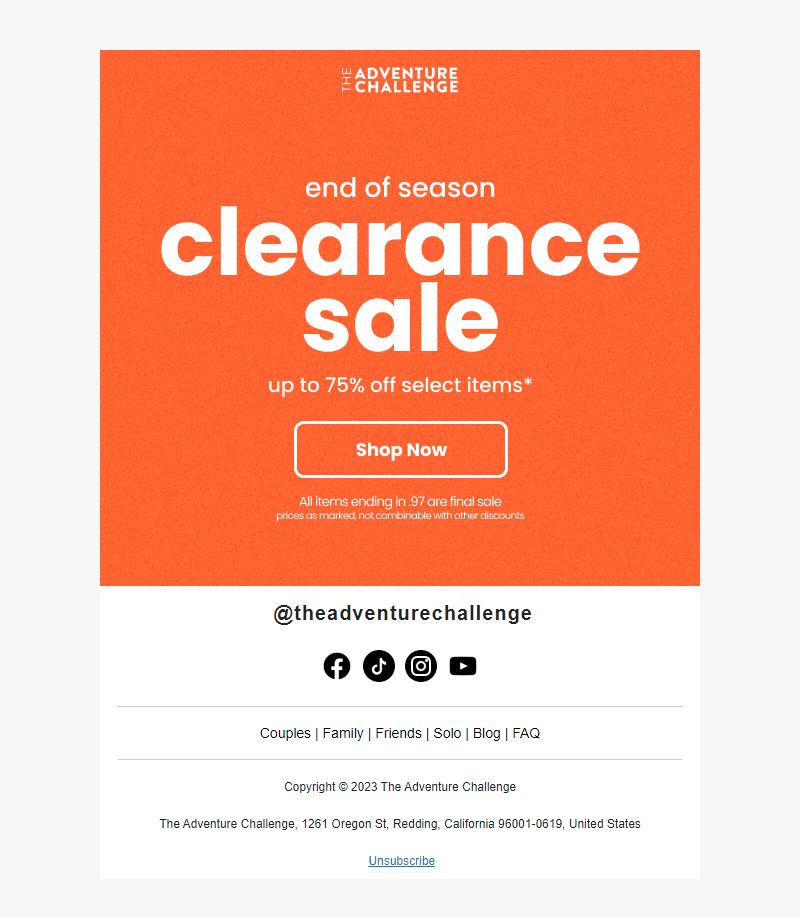 THE ADVENTURE
CHALLENGE
end of season
clearance
sale
up to 75% off select items*
Shop Now
All items ending in .97 are final sale
prices as marked, not combinable with other discounts
@theadventurechallenge
Couples | Family | Friends | Solo | Blog | FAQ
Copyright © 2023 The Adventure Challenge
The Adventure Challenge, 1261 Oregon St, Redding, California 96001-0619, United States
Unsubscribe